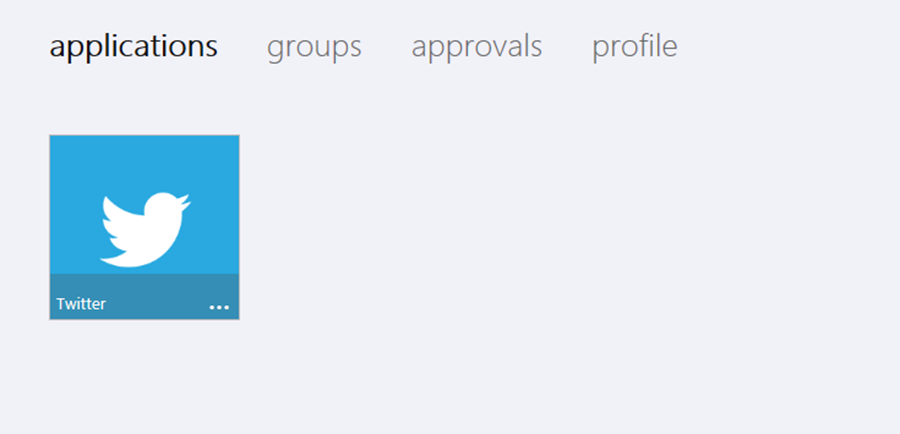 applications groups approvals profile
Twitter ...